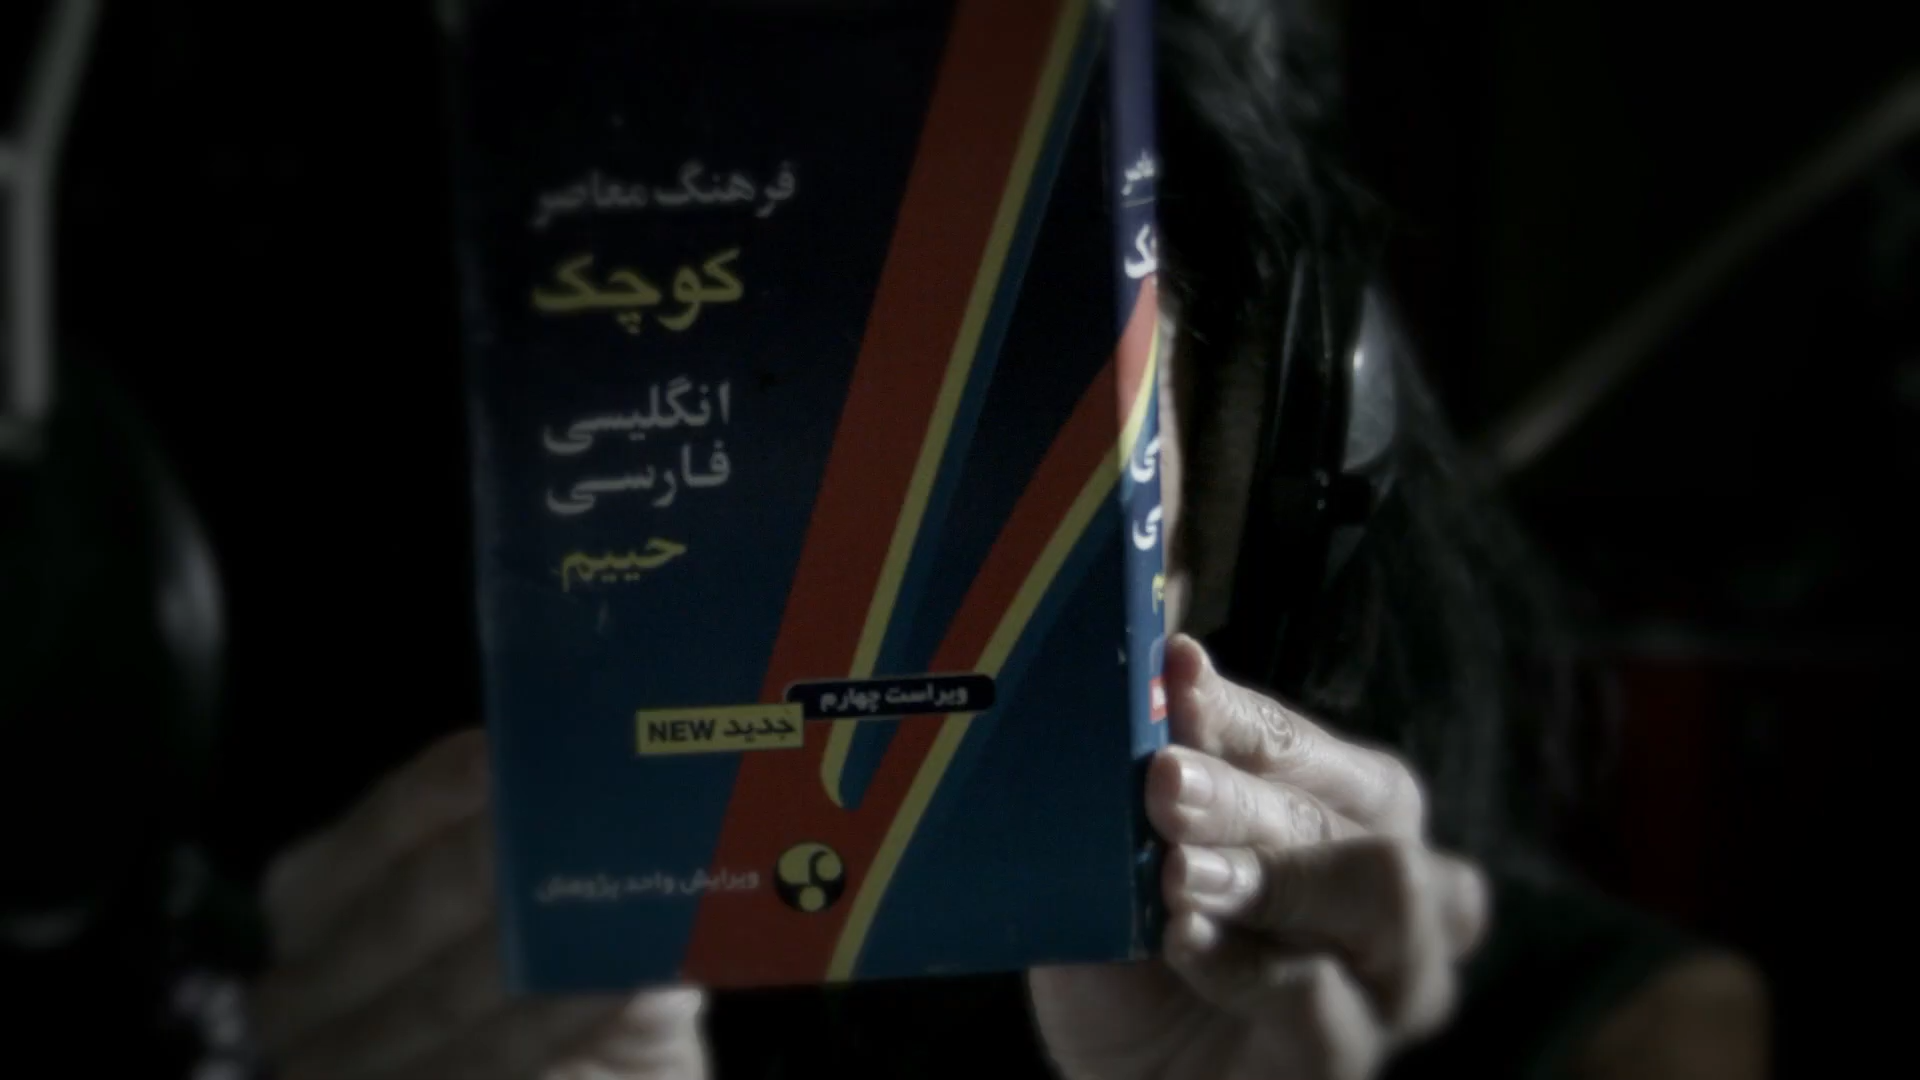 فرهنگ معاصر
کوچک
انگلیسی
فارسی
حییم
ویراست چهارم
جدید NEW
ویرایش واحد پژوهش